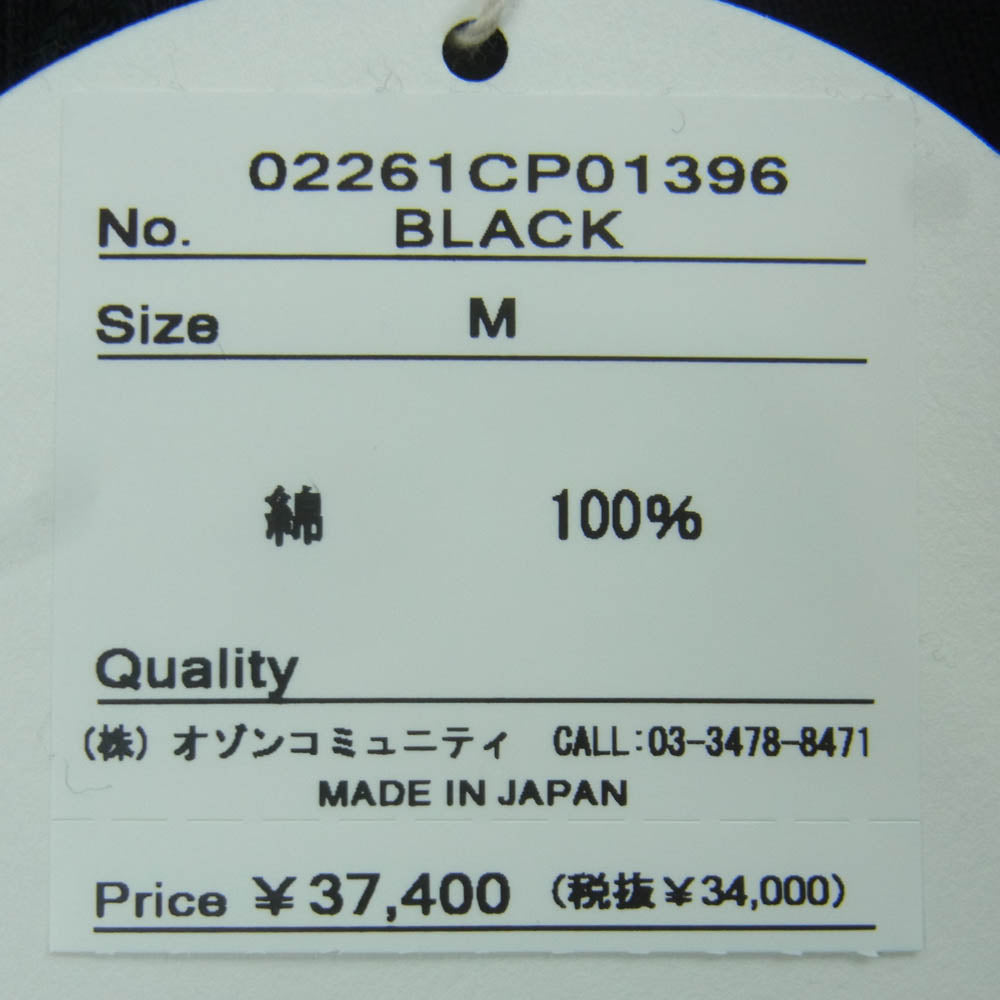 02261CP01396
No. BLACK
Size M
綿 100%
Quality
(株) オゾンコミュニティ CALL:03-3478-8471
MADE IN JAPAN
Price ¥37,400 (税抜¥34,000)